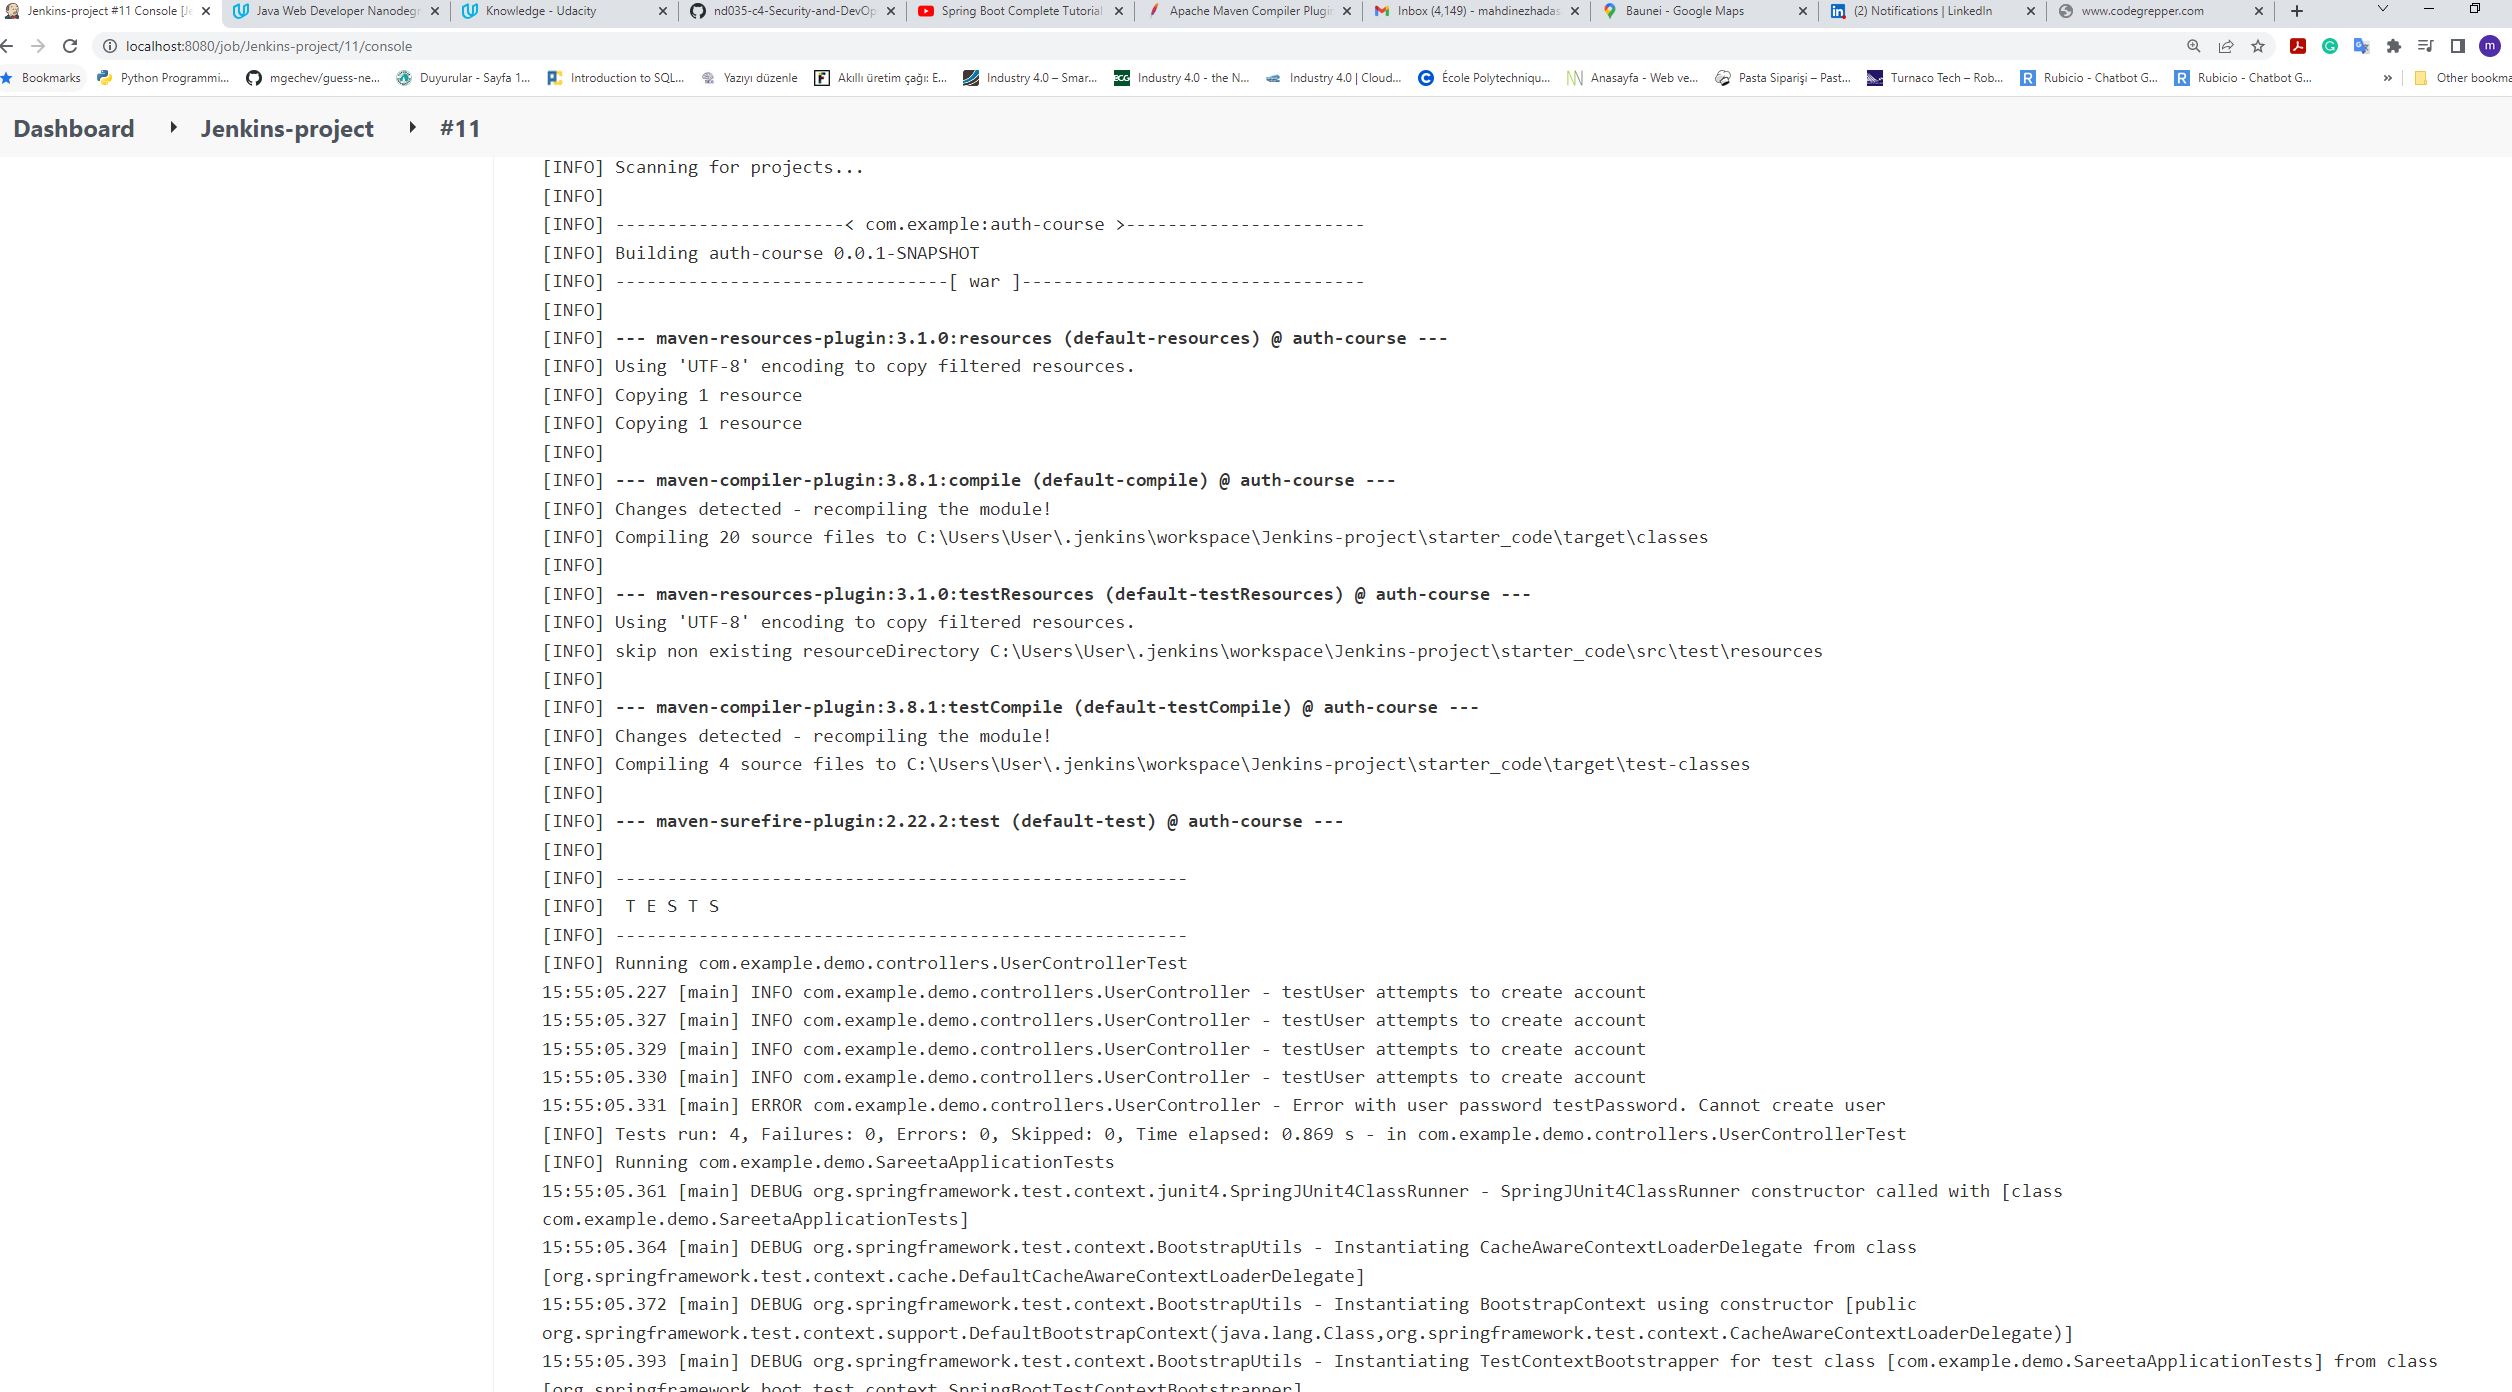 Jenkins-project #11 Console [Je
Java Web Developer Nanodegr
Knowledge - Udacity
nd035-c4-Security-and-DevOp
Spring Boot Complete Tutorial
Apache Maven Compiler Plugin
Inbox (4,149) - mahdinezhadas
Baunei - Google Maps
(2) Notifications | LinkedIn
www.codegrepper.com
localhost:8080/job/Jenkins-project/11/console
m
Bookmarks
Python Programmi...
mgechev/guess-ne...
Duyurular - Sayfa 1...
Introduction to SQL...
Yazıyı düzenle
Akıllı üretim çağı: E...
Industry 4.0 – Smar...
Industry 4.0 - the N...
Industry 4.0 | Cloud...
École Polytechniqu...
Anasayfa - Web ve...
Pasta Siparişi – Past...
Turnaco Tech – Rob...
Rubicio - Chatbot G...
Rubicio - Chatbot G...
»
Other bookma
Dashboard
Jenkins-project
#11
[INFO] Scanning for projects...
[INFO]
[INFO] ----------------------< com.example:auth-course >-----------------------
[INFO] Building auth-course 0.0.1-SNAPSHOT
[INFO] --------------------------------[ war ]---------------------------------
[INFO]
[INFO] --- maven-resources-plugin:3.1.0:resources (default-resources) @ auth-course ---
[INFO] Using 'UTF-8' encoding to copy filtered resources.
[INFO] Copying 1 resource
[INFO] Copying 1 resource
[INFO]
[INFO] --- maven-compiler-plugin:3.8.1:compile (default-compile) @ auth-course ---
[INFO] Changes detected - recompiling the module!
[INFO] Compiling 20 source files to C:\Users\User\.jenkins\workspace\Jenkins-project\starter_code\target\classes
[INFO]
[INFO] --- maven-resources-plugin:3.1.0:testResources (default-testResources) @ auth-course ---
[INFO] Using 'UTF-8' encoding to copy filtered resources.
[INFO] skip non existing resourceDirectory C:\Users\User\.jenkins\workspace\Jenkins-project\starter_code\src\test\resources
[INFO]
[INFO] --- maven-compiler-plugin:3.8.1:testCompile (default-testCompile) @ auth-course ---
[INFO] Changes detected - recompiling the module!
[INFO] Compiling 4 source files to C:\Users\User\.jenkins\workspace\Jenkins-project\starter_code\target\test-classes
[INFO]
[INFO] --- maven-surefire-plugin:2.22.2:test (default-test) @ auth-course ---
[INFO]
[INFO] -------------------------------------------------------
[INFO]  T E S T S
[INFO] -------------------------------------------------------
[INFO] Running com.example.demo.controllers.UserControllerTest
15:55:05.227 [main] INFO com.example.demo.controllers.UserController - testUser attempts to create account
15:55:05.327 [main] INFO com.example.demo.controllers.UserController - testUser attempts to create account
15:55:05.329 [main] INFO com.example.demo.controllers.UserController - testUser attempts to create account
15:55:05.330 [main] INFO com.example.demo.controllers.UserController - testUser attempts to create account
15:55:05.331 [main] ERROR com.example.demo.controllers.UserController - Error with user password testPassword. Cannot create user
[INFO] Tests run: 4, Failures: 0, Errors: 0, Skipped: 0, Time elapsed: 0.869 s - in com.example.demo.controllers.UserControllerTest
[INFO] Running com.example.demo.SareetaApplicationTests
15:55:05.361 [main] DEBUG org.springframework.test.context.junit4.SpringJUnit4ClassRunner - SpringJUnit4ClassRunner constructor called with [class
com.example.demo.SareetaApplicationTests]
15:55:05.364 [main] DEBUG org.springframework.test.context.BootstrapUtils - Instantiating CacheAwareContextLoaderDelegate from class
[org.springframework.test.context.cache.DefaultCacheAwareContextLoaderDelegate]
15:55:05.372 [main] DEBUG org.springframework.test.context.BootstrapUtils - Instantiating BootstrapContext using constructor [public
org.springframework.test.context.support.DefaultBootstrapContext(java.lang.Class,org.springframework.test.context.CacheAwareContextLoaderDelegate)]
15:55:05.393 [main] DEBUG org.springframework.test.context.BootstrapUtils - Instantiating TestContextBootstrapper for test class [com.example.demo.SareetaApplicationTests] from class
[org.springframework.boot.test.context.SpringBootTestContextBootstrapper]